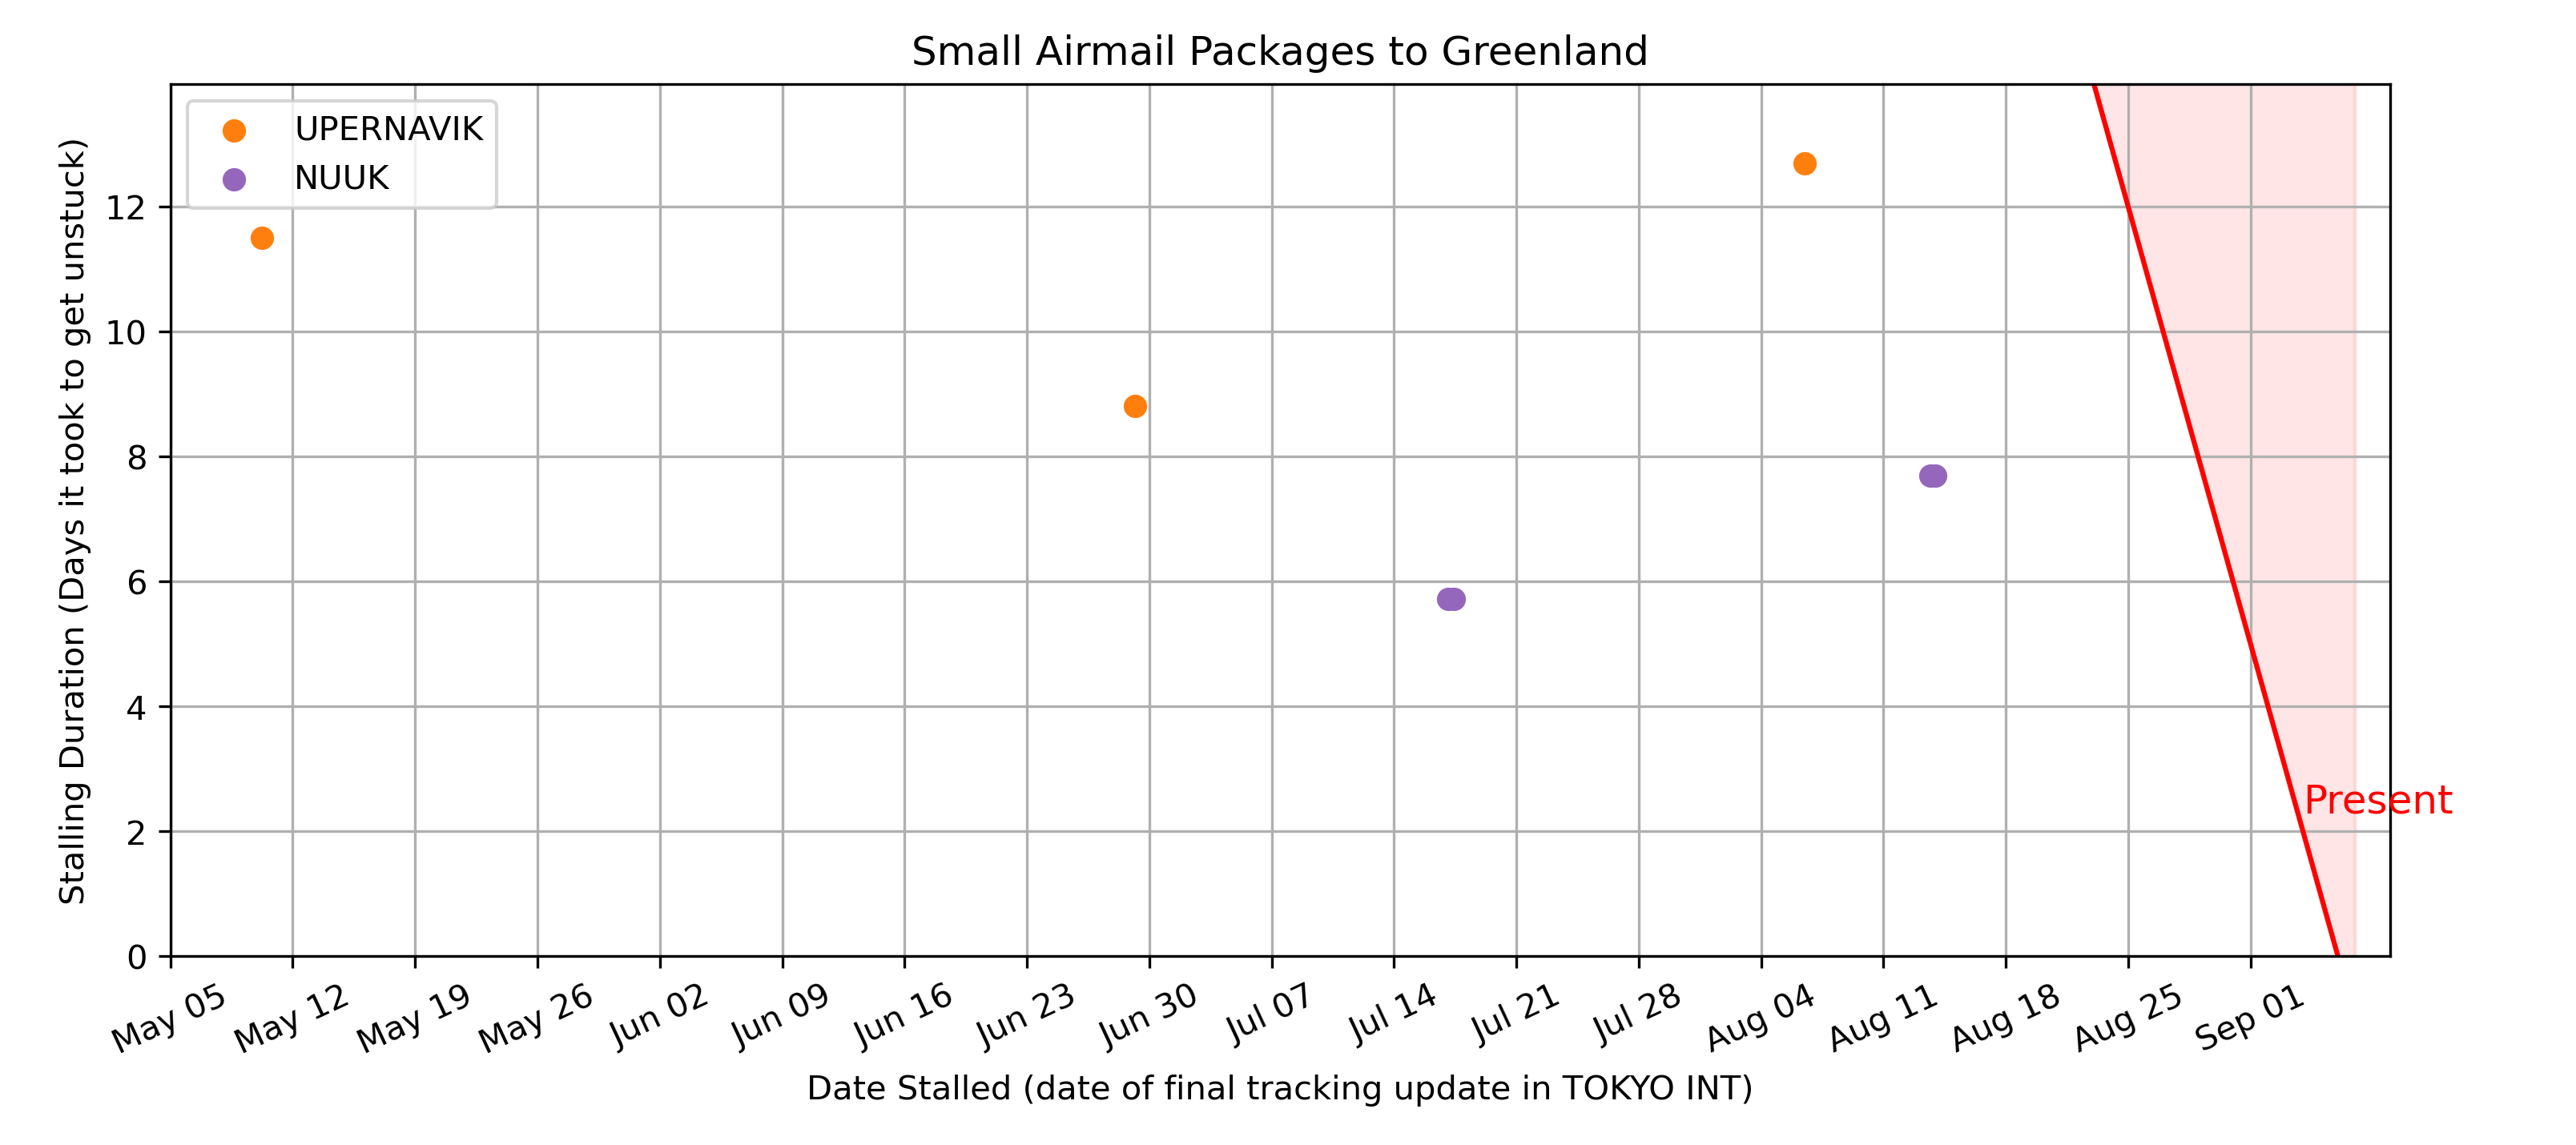 Small Airmail Packages to Greenland
UPERNAVIK
NUUK
Stalling Duration (Days it took to get unstuck)
12
10
8
6
4
2
0
Present
May 05
May 12
May 19
May 26
Jun 02
Jun 09
Jun 16
Jun 23
Jun 30
Jul 07
Jul 14
Jul 21
Jul 28
Aug 04
Aug 11
Aug 18
Aug 25
Sep 01
Date Stalled (date of final tracking update in TOKYO INT)